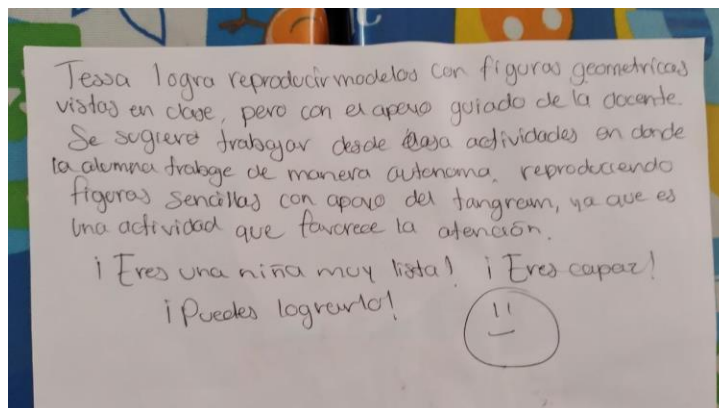 Tessa logra reproducir modelos con figuras geometricas
vistas en clase, pero con el apoyo guiado de la docente.
Se sugiere trabajar desde casa actividades en donde
la alumna trabaje de manera autonoma, reproduciendo
figuras sencillas con apoyo del tangram, ya que es
una actividad que favorece la atención.
¡Eres una niña muy lista! ¡Eres capaz!
¡Puedes lograrlo!